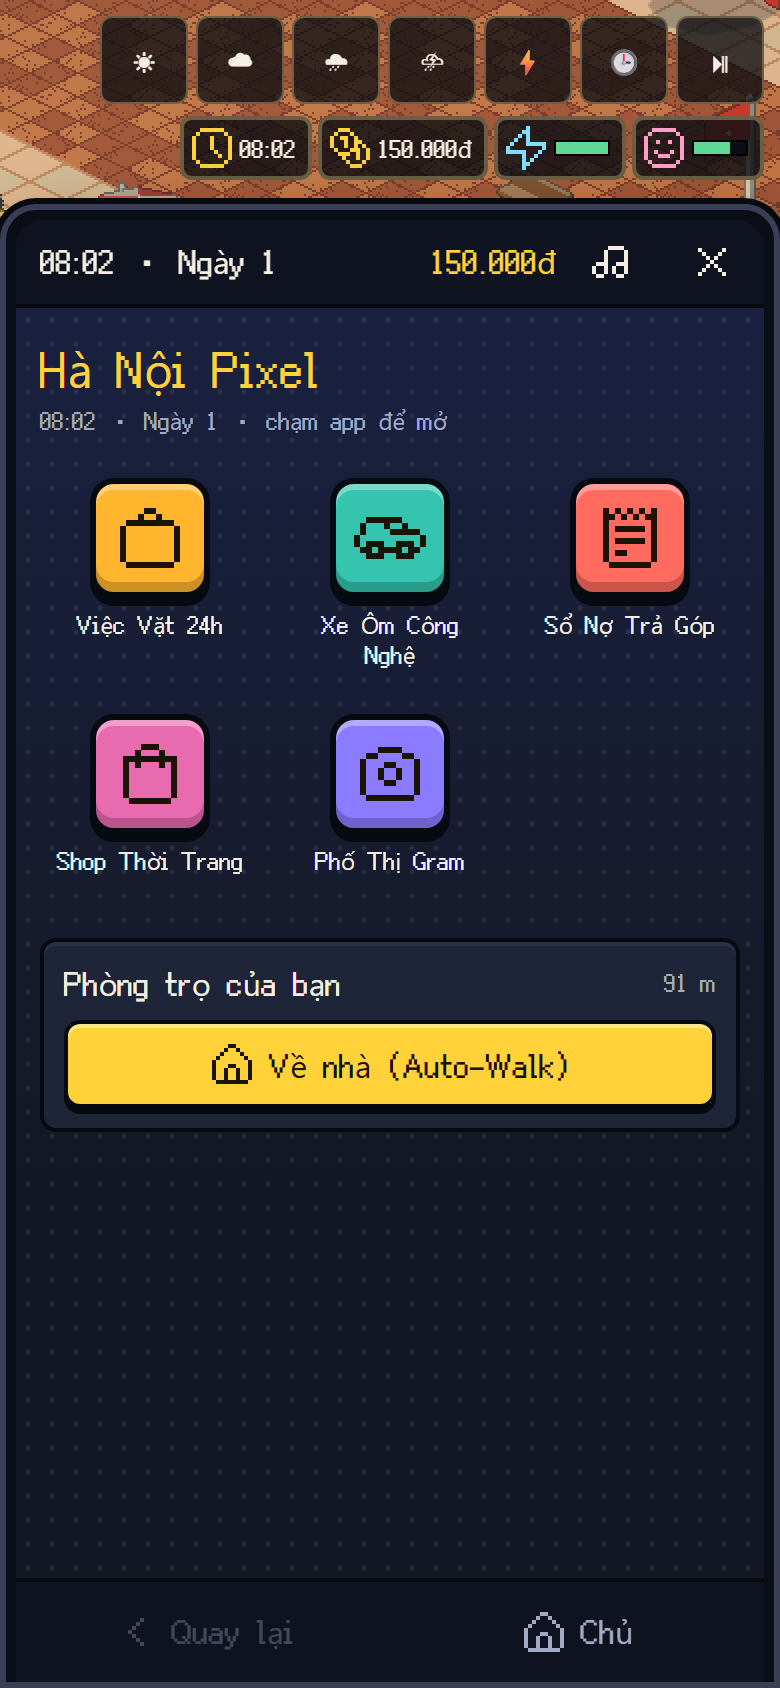 08:02
150.000đ
08:02 · Ngày 1
150.000đ
Hà Nội Pixel
08:02 · Ngày 1 · chạm app để mở
Việc Vặt 24h
Xe Ôm Công
Nghệ
Sổ Nợ Trả Góp
Shop Thời Trang
Phố Thị Gram
Phòng trọ của bạn
91 m
Về nhà (Auto-Walk)
Quay lại
Chủ